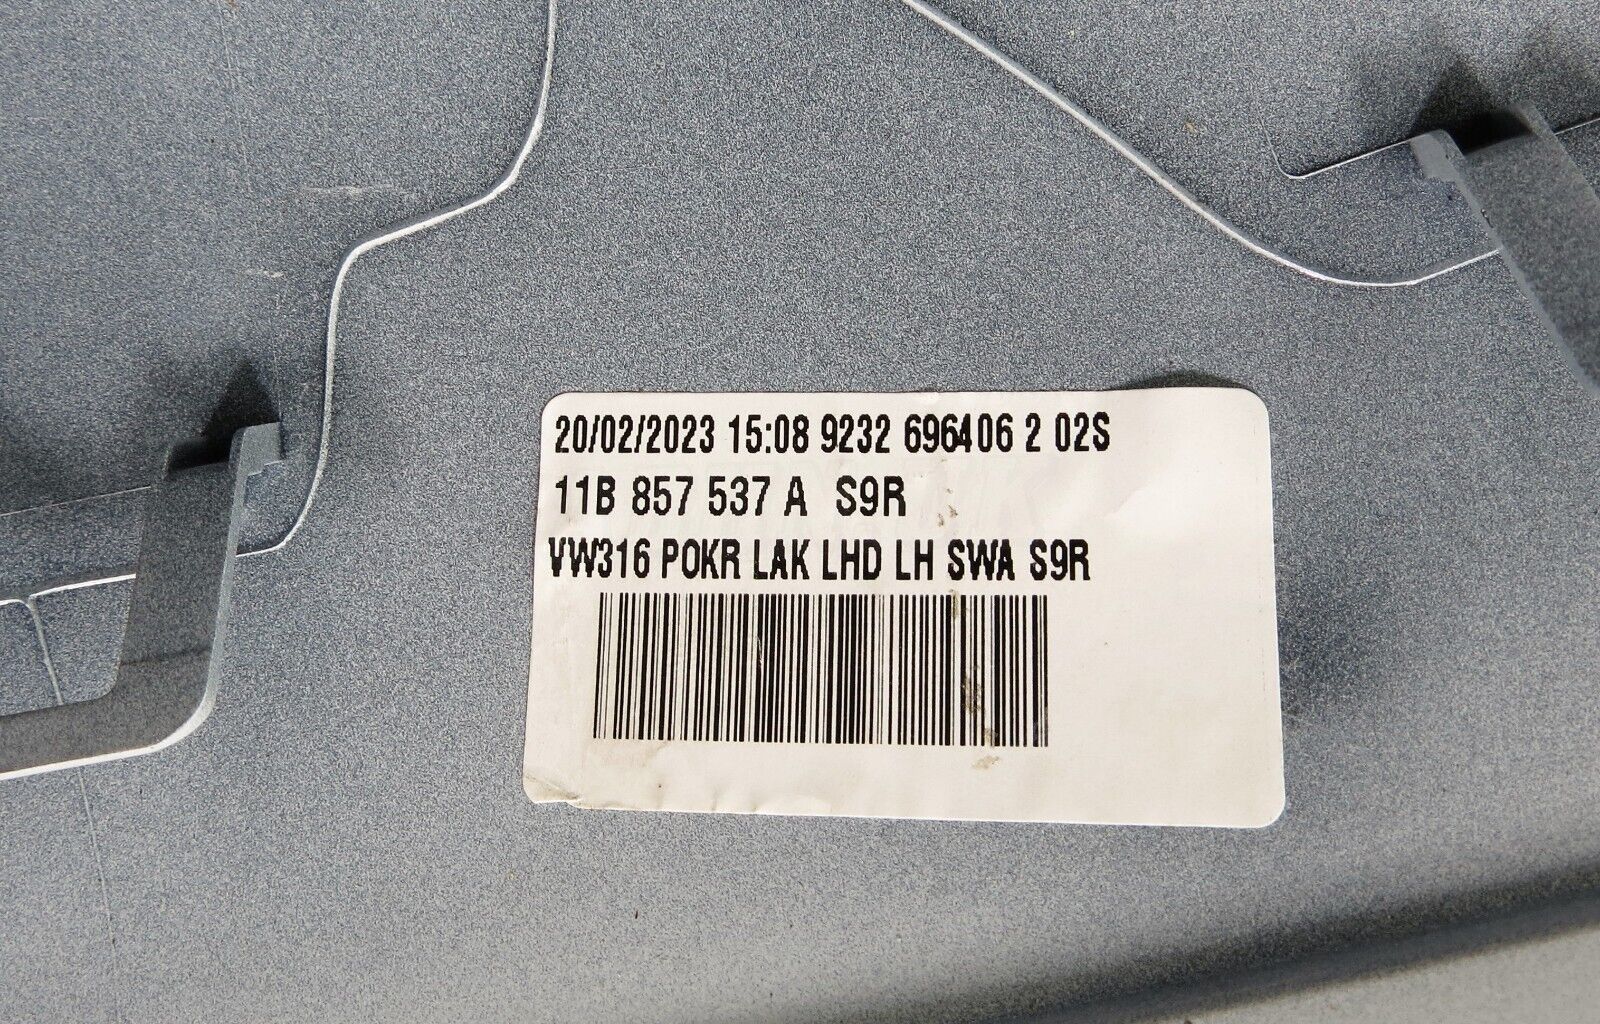 20/02/2023 15:08 9232 696406 2 02S
11B 857 537 A S9R
VW316 POKR LAK LHD LH SWA S9R